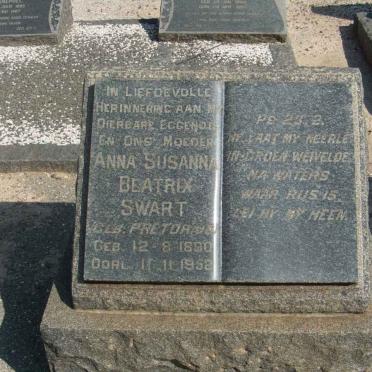 In Liefdevolle
Herinnering aan my
Dierbare Eggenote
en ons Moeder
Anna Susanna
Beatrix
Swart
Geb. Pretorius
Geb. 12-8-
Oorl. 11-11-1952
Ps. 23:2.
Hy laat my neerlê
in groen weivelde
na waters
waar rus is,
lei Hy my heen.